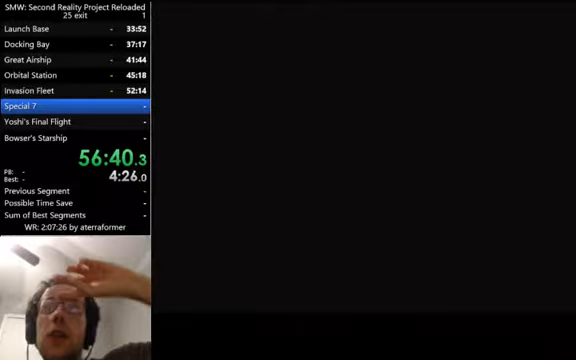 SMW: Second Reality Project Reloaded
25 exit 1
Launch Base - 33:52
Docking Bay - 37:17
Great Airship - 41:44
Orbital Station - 45:18
Invasion Fleet - 52:14
Special 7 -
Yoshi's Final Flight -
Bowser's Starship -
56:40.3
PB: -
Best: - 4:26.0
Previous Segment -
Possible Time Save -
Sum of Best Segments -
WR: 2:07:26 by aterraformer